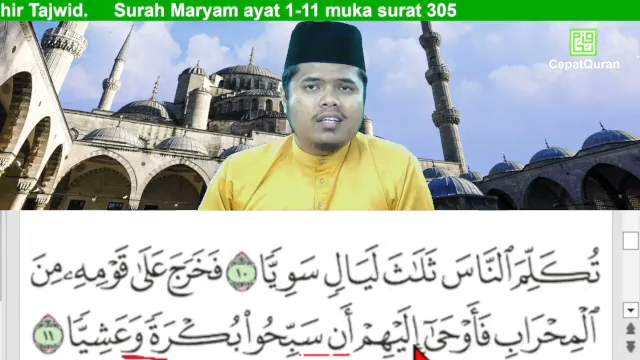 hir Tajwid. Surah Maryam ayat 1-11 muka surat 305
CepatQuran
تُكَلِّمَ ٱلنَّاسَ ثَلَٰثَ لَيَالٍ سَوِيًّا ١٠ فَخَرَجَ عَلَىٰ قَوْمِهِۦ مِنَ
ٱلْمِحْرَابِ فَأَوْحَىٰٓ إِلَيْهِمْ أَن سَبِّحُوا۟ بُكْرَةً وَعَشِيًّا ١١